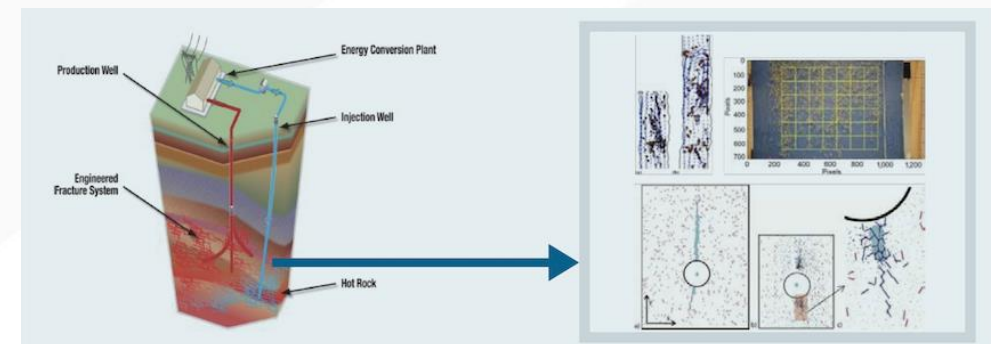 Energy Conversion Plant
Production Well
Injection Well
Engineered
Fracture System
Hot Rock
0
100
200
300
400
500
600
700
Pixels
0 200 400 600 800 1,000 1,200
Pixels
a)
b)
c)